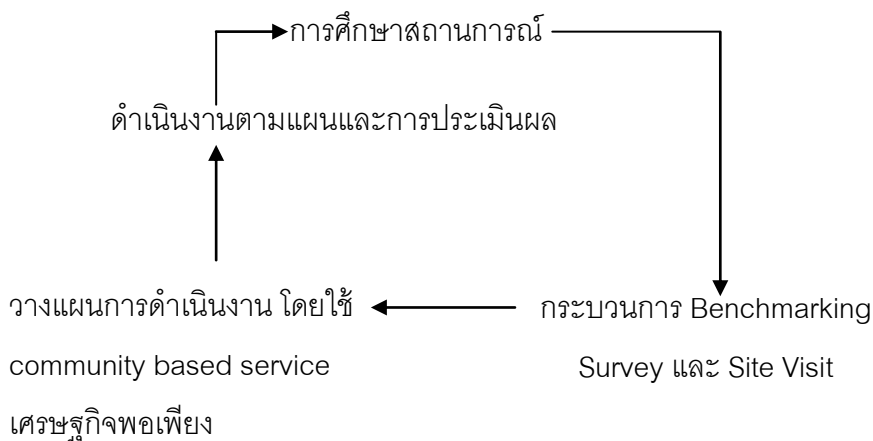 การศึกษาสถานการณ์
ดำเนินงานตามแผนและการประเมินผล
วางแผนการดำเนินงาน โดยใช้
community based service
เศรษฐกิจพอเพียง
กระบวนการ Benchmarking
Survey และ Site Visit